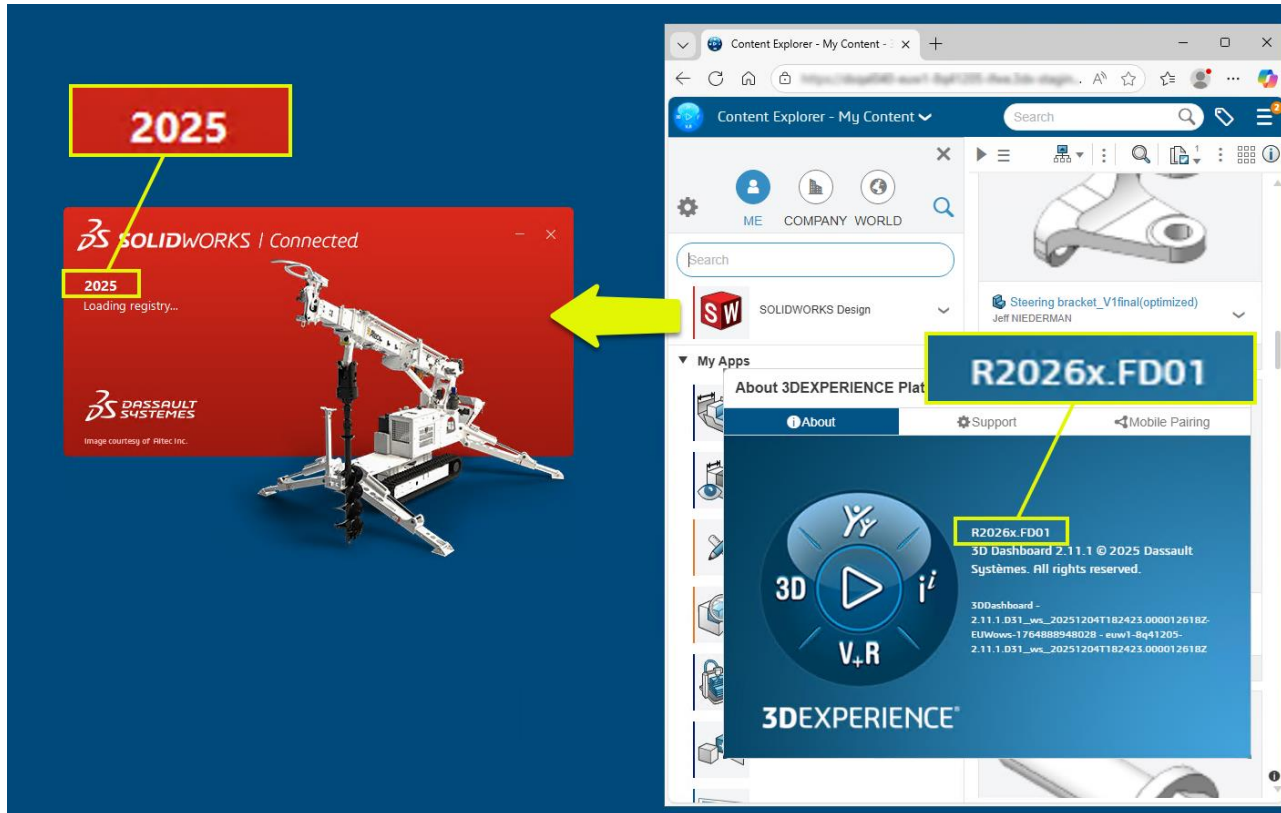 2025
SOLIDWORKS | Connected
2025
Loading registry...
DASSAULT
SYSTEMES
Image courtesy of Altec Inc.
Content Explorer - My Content -
Content Explorer - My Content
Search
2
1
ME
COMPANY
WORLD
Search
SW
SOLIDWORKS Design
Steering bracket_V1final(optimized)
Jeff NIEDERMAN
My Apps
R2026x.FD01
About 3DEXPERIENCE Plat
About
Support
Mobile Pairing
R2026x.FD01
3D Dashboard 2.11.1 © 2025 Dassault
Systèmes. All rights reserved.
3DDashboard -
2.11.1.D31_ws_20251204T182423.000012618Z-
EUWows-1764888948028 - euw1-8q41205-
2.11.1.D31_ws_20251204T182423.000012618Z
3D
V+R
3DEXPERIENCE®